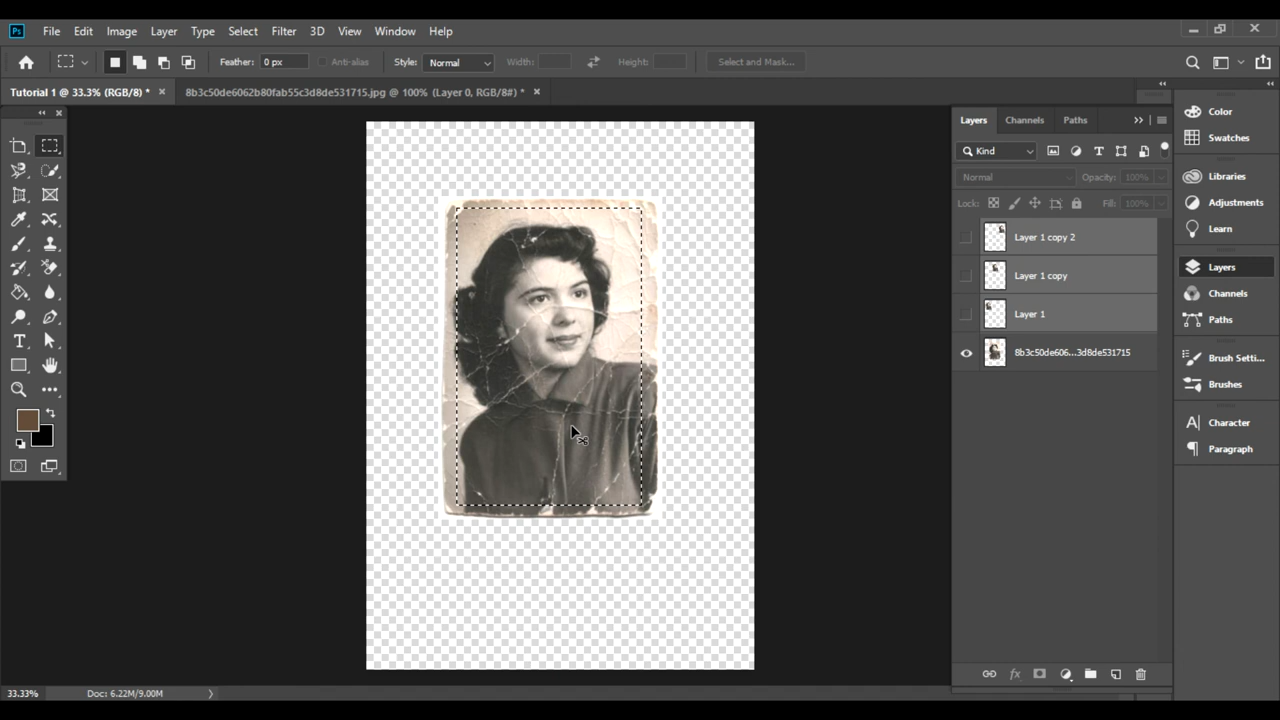 Ps File Edit Image Layer Type Select Filter 3D View Window Help
Feather: 0 px Anti-alias Style: Normal Width: Height: Select and Mask...
Tutorial 1 @ 33.3% (RGB/8) * × 8b3c50de6062b80fab55c3d8de531715.jpg @ 100% (Layer 0, RGB/8#) * ×
Layers Channels Paths
Kind
Normal Opacity: 100%
Lock: Fill: 100%
Layer 1 copy 2
Layer 1 copy
Layer 1
8b3c50de606...3d8de531715
fx
Color
Swatches
Libraries
Adjustments
Learn
Layers
Channels
Paths
Brush Setti...
Brushes
Character
Paragraph
33.33% Doc: 6.22M/9.00M